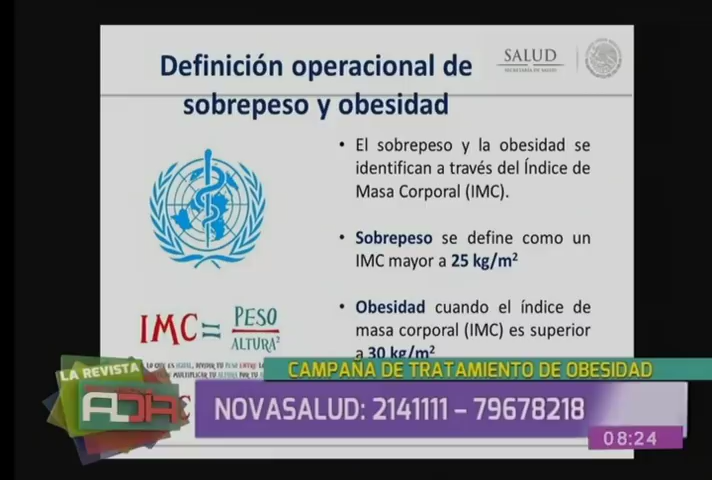 Definición operacional de
sobrepeso y obesidad
SALUD
SECRETARÍA DE SALUD
• El sobrepeso y la obesidad se
identifican a través del Índice de
Masa Corporal (IMC).
• Sobrepeso se define como un
IMC mayor a 25 kg/m²
• Obesidad cuando el índice de
masa corporal (IMC) es superior
a 30 kg/m²
IMC = PESO
ALTURA²
LA REVISTA
AL DÍA
CAMPAÑA DE TRATAMIENTO DE OBESIDAD
NOVASALUD: 2141111 – 79678218
08:24